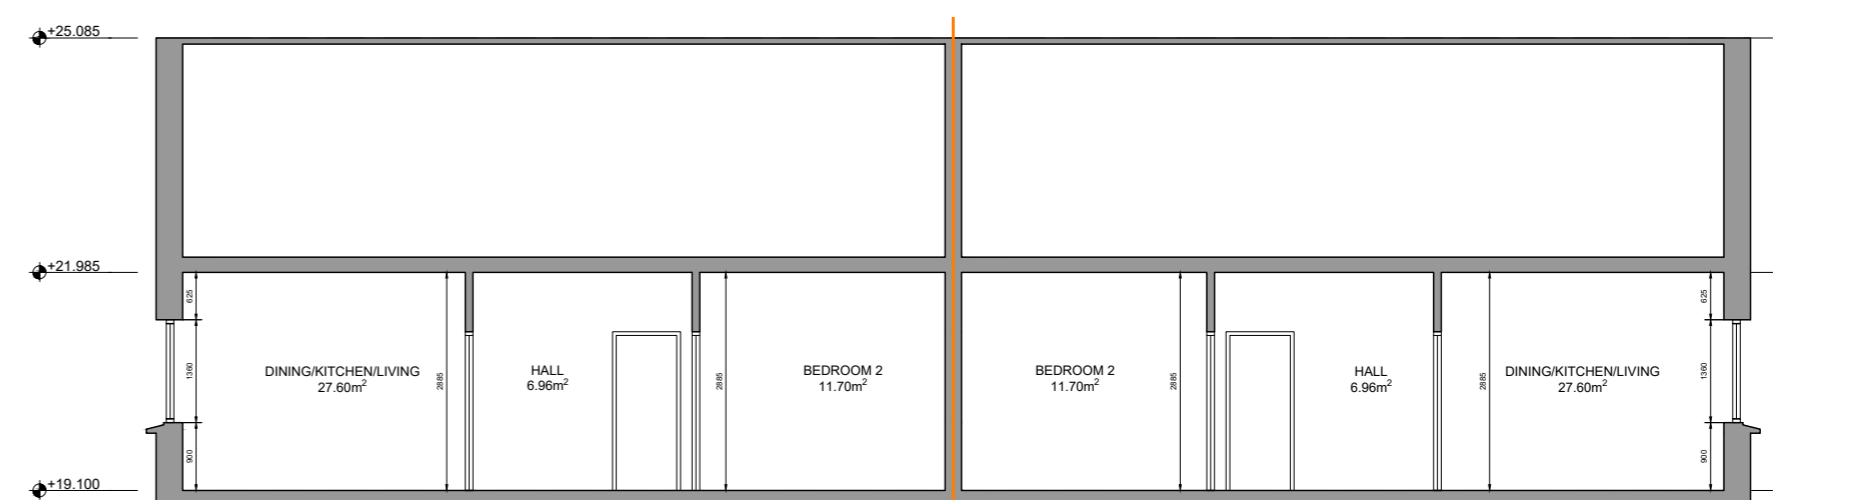 +25.085
+21.985
625
625
1360
DINING/KITCHEN/LIVING
27.60m²
2885
HALL
6.96m²
2885
BEDROOM 2
11.70m²
BEDROOM 2
11.70m²
2885
HALL
6.96m²
2885
DINING/KITCHEN/LIVING
27.60m²
1360
900
900
+19.100